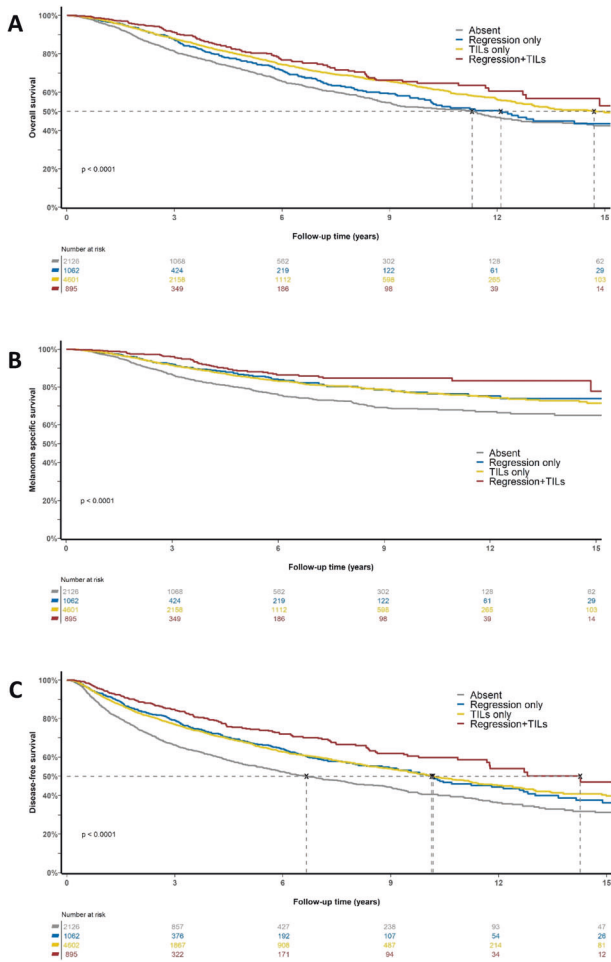 A
Overall survival
100%
80%
60%
50%
40%
20%
0%
Absent
Regression only
TILs only
Regression+TILs
p < 0.0001
0 3 6 9 12 15
Follow-up time (years)
Number at risk
2126 1068 562 302 128 62
1062 424 219 122 61 29
4601 2158 1112 598 265 103
895 349 186 98 39 14
B
Melanoma specific survival
100%
80%
60%
40%
20%
0%
Absent
Regression only
TILs only
Regression+TILs
p < 0.0001
0 3 6 9 12 15
Follow-up time (years)
Number at risk
2126 1068 562 302 128 62
1062 424 219 122 61 29
4601 2158 1112 598 265 103
895 349 186 98 39 14
C
Disease-free survival
100%
80%
60%
50%
40%
20%
0%
Absent
Regression only
TILs only
Regression+TILs
p < 0.0001
0 3 6 9 12 15
Follow-up time (years)
Number at risk
2126 857 427 238 93 47
1062 376 192 107 54 26
4602 1867 908 487 214 81
895 322 171 94 34 12